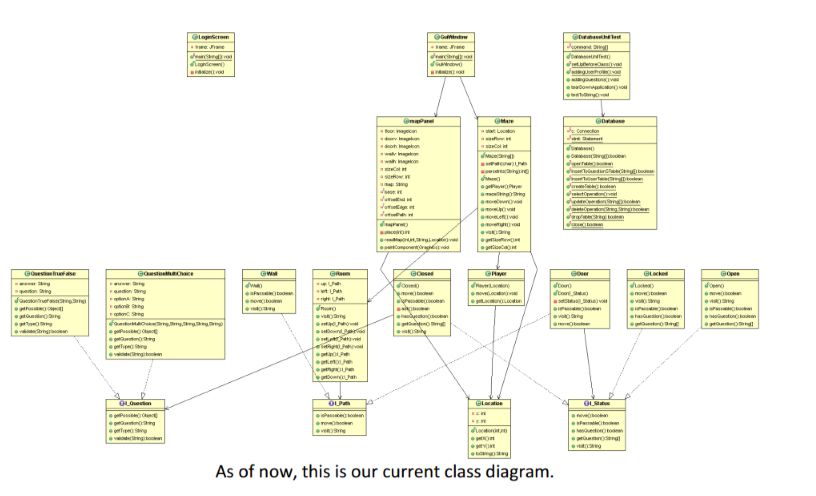 LoginScreen
frame: JFrame
main(String[]):void
LoginScreen()
initialize():void
GuiWindow
frame: JFrame
main(String[]):void
GuiWindow()
initialize():void
DatabaseUnitTest
command: String[]
DatabaseUnitTest()
setUpBeforeClass():void
addingUserProfile():void
addingQuestions():void
tearDownApplication():void
testToString():void
mapPanel
floor: ImageIcon
door: ImageIcon
doorh: ImageIcon
wallv: ImageIcon
wallh: ImageIcon
sizeCol: int
sizeRow: int
map: String
base: int
offsetDist: int
offsetEdge: int
offsetPath: int
mapPanel()
place(int):int
readMap(int,int,String,Location):void
paintComponent(Graphics):void
Maze
start: Location
sizeRow: int
sizeCol: int
Maze(String[])
setPath(char):I_Path
parseInts(String):int[]
Maze()
getPlayer():Player
mazeString():String
moveDown():void
moveUp():void
moveLeft():void
moveRight():void
visit():String
getSizeRow():int
getSizeCol():int
Database
c: Connection
stmt: Statement
Database()
Database(String[]):boolean
openTable():boolean
insertToQuestionDTable(String[]):boolean
insertToUserTable(String[]):boolean
createTable():boolean
selectOperation():void
updateOperation(String[]):boolean
deleteOperation(String,String):boolean
dropTable(String):boolean
close():boolean
QuestionTrueFalse
answer: String
question: String
QuestionTrueFalse(String,String)
getPossible():Object[]
getQuestion():String
getType():String
validate(String):boolean
QuestionMultiChoice
answer: String
question: String
optionA: String
optionB: String
optionC: String
QuestionMultiChoice(String,String,String,String,String)
getPossible():Object[]
getQuestion():String
getType():String
validate(String):boolean
Wall
Wall()
isPassable():boolean
move():boolean
visit():String
Room
up: I_Path
left: I_Path
right: I_Path
Room()
visit():String
setUp(I_Path):void
setDown(I_Path):void
setLeft(I_Path):void
setRight(I_Path):void
getUp():I_Path
getLeft():I_Path
getRight():I_Path
getDown():I_Path
Closed
Closed()
move():boolean
isPassable():boolean
hasQuestion():boolean
getQuestion():String[]
visit():String
Player
Player(Location)
move(Location):void
getLocation():Location
Door
Door()
Door(I_Status)
setStatus(I_Status):void
isPassable():boolean
visit():String
move():boolean
Locked
Locked()
move():boolean
visit():String
isPassable():boolean
hasQuestion():boolean
getQuestion():String[]
Open
Open()
move():boolean
visit():String
isPassable():boolean
hasQuestion():boolean
getQuestion():String[]
I_Question
getPossible():Object[]
getQuestion():String
getType():String
validate(String):boolean
I_Path
isPassable():boolean
move():boolean
visit():String
Location
Location(int,int)
getX():int
getY():int
toString():String
I_Status
move():boolean
isPassable():boolean
hasQuestion():boolean
getQuestion():String[]
visit():String
As of now, this is our current class diagram.